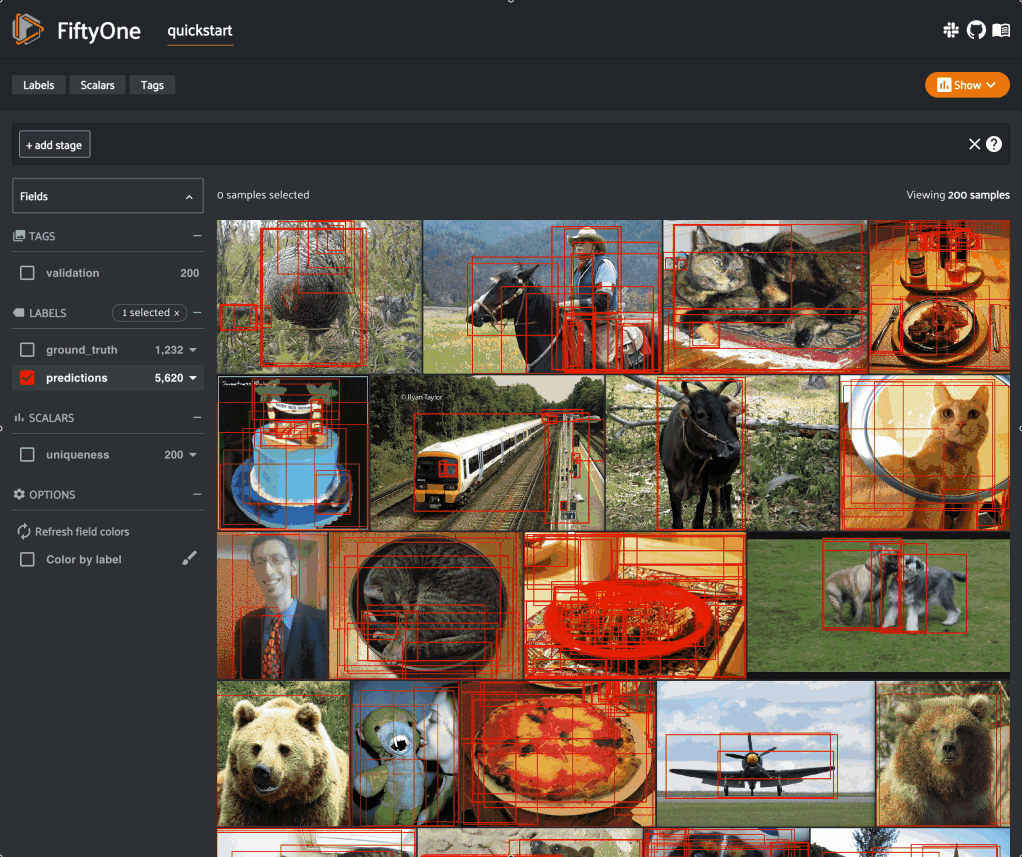 FiftyOne
quickstart
Labels
Scalars
Tags
Show
+ add stage
?
Fields
0 samples selected
Viewing 200 samples
TAGS
validation 200
LABELS
1 selected ×
ground_truth 1,232
predictions 5,620
SCALARS
uniqueness 200
OPTIONS
Refresh field colors
Color by label
© Ryan Taylor